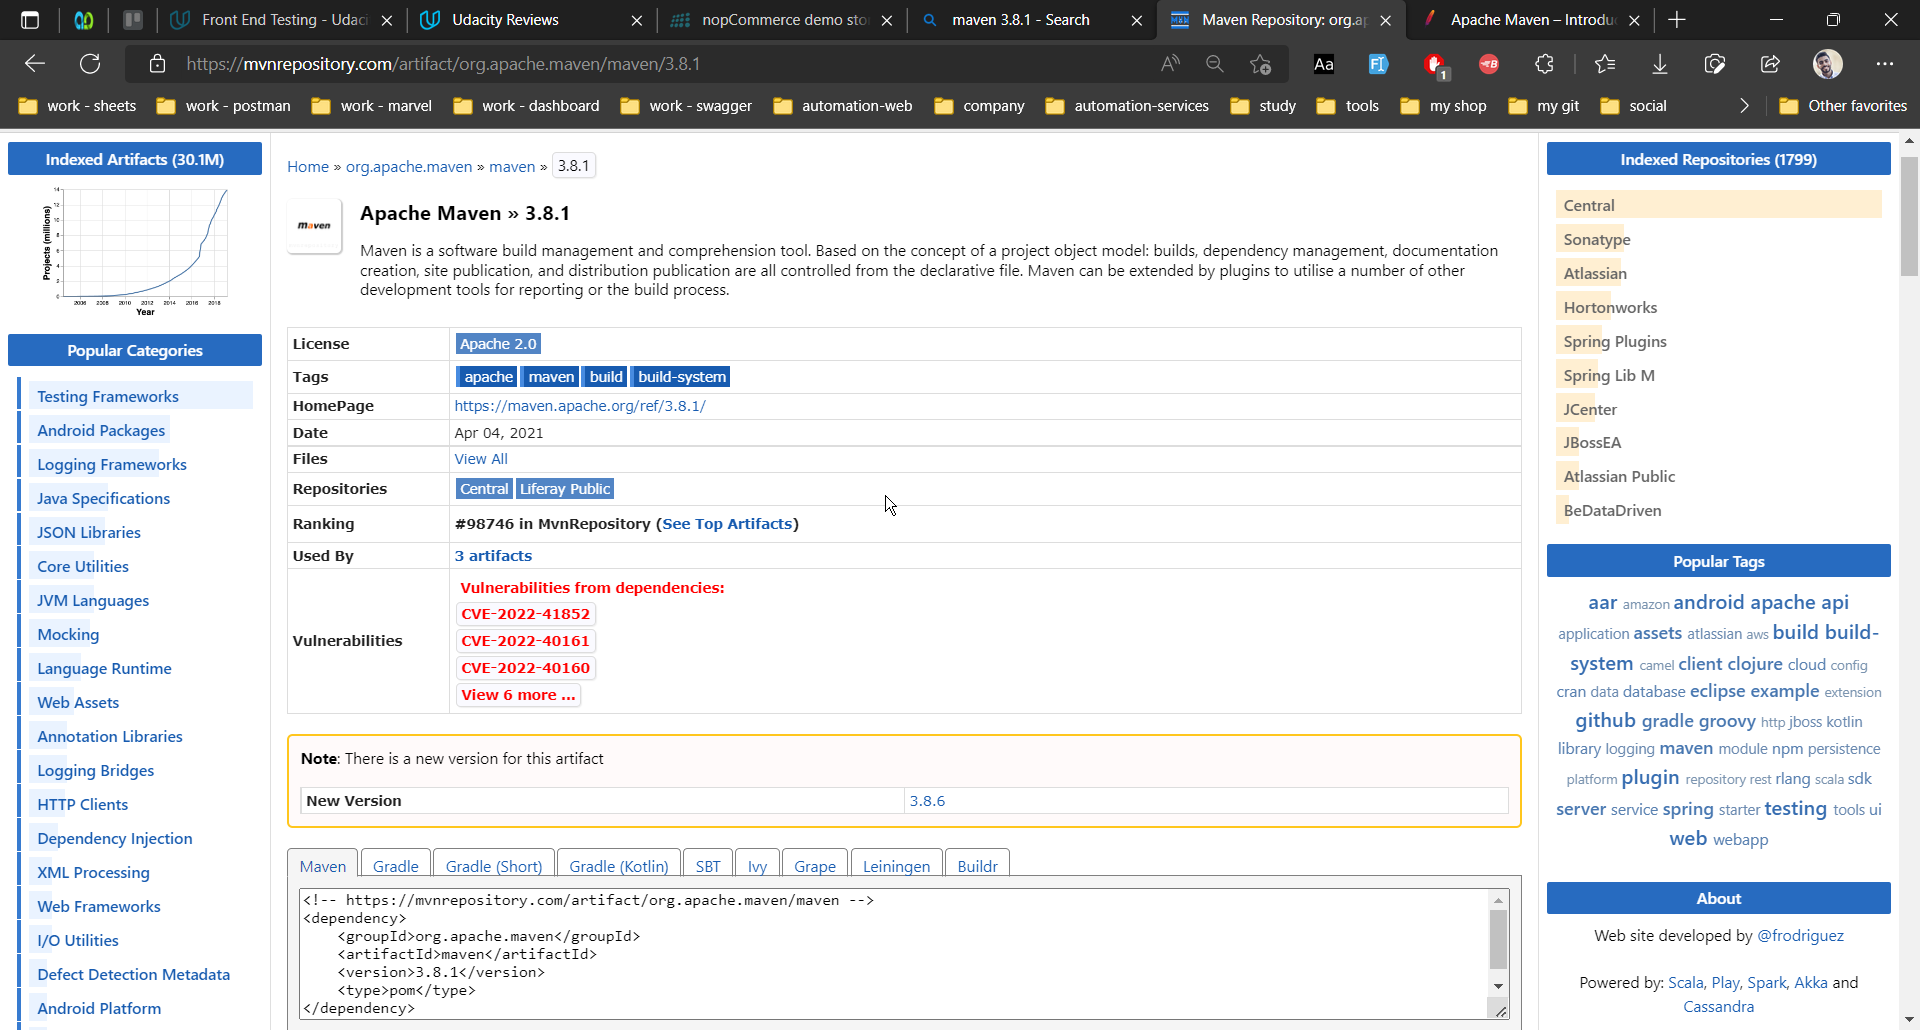 Front End Testing - Udaci
Udacity Reviews
nopCommerce demo sto
maven 3.8.1 - Search
Maven Repository: org.ap
Apache Maven – Introdu
https://mvnrepository.com/artifact/org.apache.maven/maven/3.8.1
work - sheets
work - postman
work - marvel
work - dashboard
work - swagger
automation-web
company
automation-services
study
tools
my shop
my git
social
Other favorites
Indexed Artifacts (30.1M)
Projects (millions)
Year
Popular Categories
Testing Frameworks
Android Packages
Logging Frameworks
Java Specifications
JSON Libraries
Core Utilities
JVM Languages
Mocking
Language Runtime
Web Assets
Annotation Libraries
Logging Bridges
HTTP Clients
Dependency Injection
XML Processing
Web Frameworks
I/O Utilities
Defect Detection Metadata
Android Platform
Home » org.apache.maven » maven » 3.8.1
maven
Apache Maven » 3.8.1
Maven is a software build management and comprehension tool. Based on the concept of a project object model: builds, dependency management, documentation
creation, site publication, and distribution publication are all controlled from the declarative file. Maven can be extended by plugins to utilise a number of other
development tools for reporting or the build process.
License Apache 2.0
Tags apache maven build build-system
HomePage https://maven.apache.org/ref/3.8.1/
Date Apr 04, 2021
Files View All
Repositories Central Liferay Public
Ranking #98746 in MvnRepository (See Top Artifacts)
Used By 3 artifacts
Vulnerabilities Vulnerabilities from dependencies:
CVE-2022-41852
CVE-2022-40161
CVE-2022-40160
View 6 more ...
Note: There is a new version for this artifact
New Version 3.8.6
Maven Gradle Gradle (Short) Gradle (Kotlin) SBT Ivy Grape Leiningen Buildr
<!-- https://mvnrepository.com/artifact/org.apache.maven/maven -->
<dependency>
<groupId>org.apache.maven</groupId>
<artifactId>maven</artifactId>
<version>3.8.1</version>
<type>pom</type>
</dependency>
Indexed Repositories (1799)
Central
Sonatype
Atlassian
Hortonworks
Spring Plugins
Spring Lib M
JCenter
JBossEA
Atlassian Public
BeDataDriven
Popular Tags
aar amazon android apache api
application assets atlassian aws build build-
system camel client clojure cloud config
cran data database eclipse example extension
github gradle groovy http jboss kotlin
library logging maven module npm persistence
platform plugin repository rest rlang scala sdk
server service spring starter testing tools ui
web webapp
About
Web site developed by @frodriguez
Powered by: Scala, Play, Spark, Akka and
Cassandra